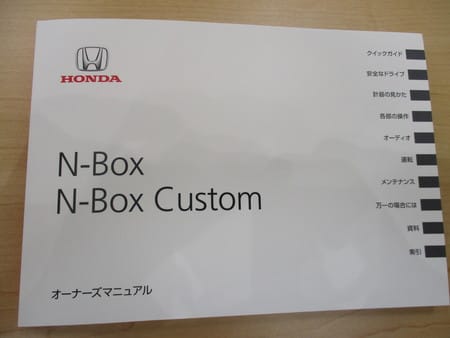 HONDA
N-Box
N-Box Custom
オーナーズマニュアル
クイックガイド
安全なドライブ
計器の見かた
各部の操作
オーディオ
運転
メンテナンス
万一の場合には
資料
索引